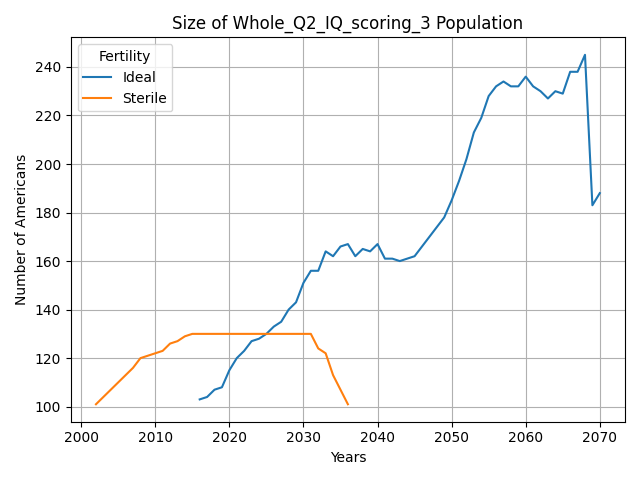 Size of Whole_Q2_IQ_scoring_3 Population
Fertility
Ideal
Sterile
Number of Americans
240
220
200
180
160
140
120
100
2000 2010 2020 2030 2040 2050 2060 2070
Years